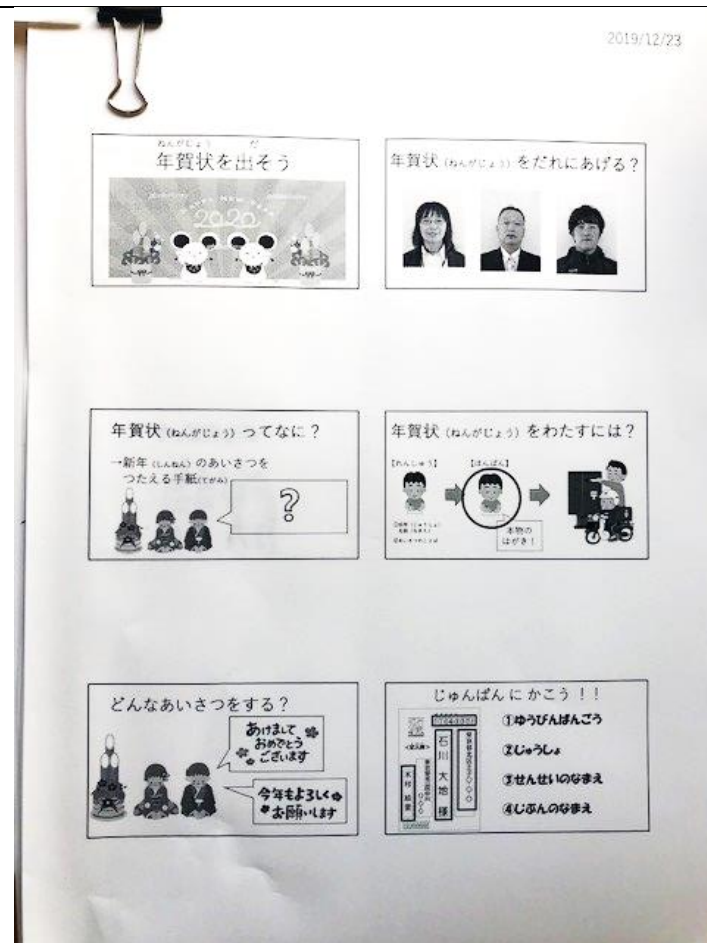 2019/12/23
ねんがじょう だ
年賀状を出そう
HAPPY NEW YEAR
2020
年賀状(ねんがじょう)をだれにあげる?
年賀状(ねんがじょう)ってなに?
→新年(しんねん)のあいさつを
つたえる手紙(てがみ)
?
年賀状(ねんがじょう)をわたすには?
【れんしゅう】
【ほんばん】
本物の
はがき!
どんなあいさつをする?
あけまして
おめでとう
ございます
今年もよろしく
お願いします
じゅんばんにかこう!!
石川 大地 様
①ゆうびんばんごう
②じゅうしょ
③せんせいのなまえ
④じぶんのなまえ